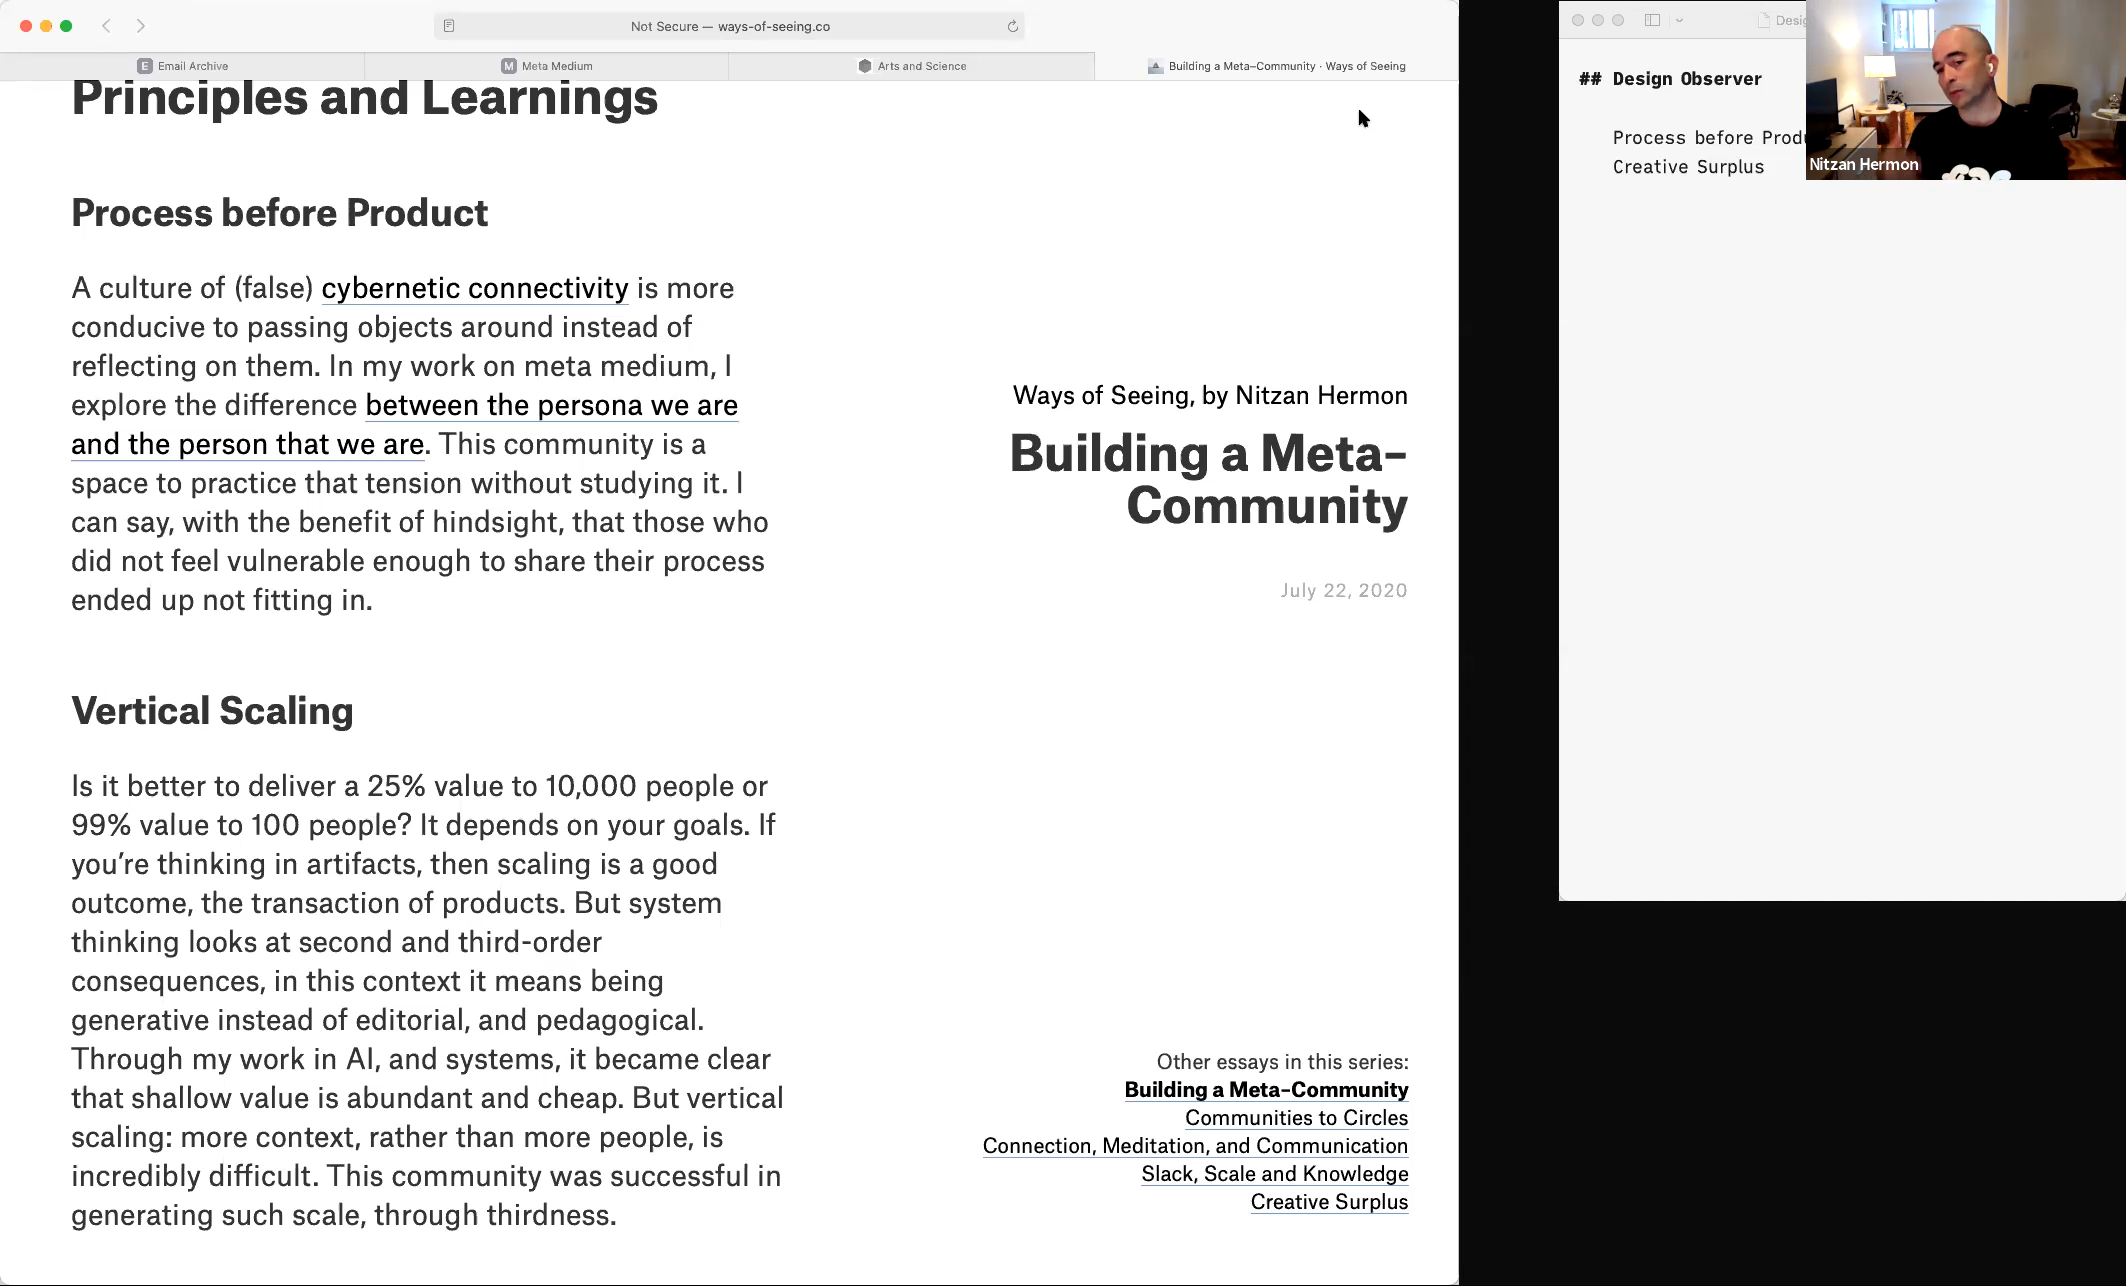 Not Secure — ways-of-seeing.co
E Email Archive
M Meta Medium
Arts and Science
Building a Meta–Community · Ways of Seeing
Principles and Learnings
Process before Product
A culture of (false) cybernetic connectivity is more
conducive to passing objects around instead of
reflecting on them. In my work on meta medium, I
explore the difference between the persona we are
and the person that we are. This community is a
space to practice that tension without studying it. I
can say, with the benefit of hindsight, that those who
did not feel vulnerable enough to share their process
ended up not fitting in.
Vertical Scaling
Is it better to deliver a 25% value to 10,000 people or
99% value to 100 people? It depends on your goals. If
you’re thinking in artifacts, then scaling is a good
outcome, the transaction of products. But system
thinking looks at second and third-order
consequences, in this context it means being
generative instead of editorial, and pedagogical.
Through my work in AI, and systems, it became clear
that shallow value is abundant and cheap. But vertical
scaling: more context, rather than more people, is
incredibly difficult. This community was successful in
generating such scale, through thirdness.
Ways of Seeing, by Nitzan Hermon
Building a Meta–
Community
July 22, 2020
Other essays in this series:
Building a Meta–Community
Communities to Circles
Connection, Meditation, and Communication
Slack, Scale and Knowledge
Creative Surplus
## Design Observer
Process before
Creative Surplus
Nitzan Hermon